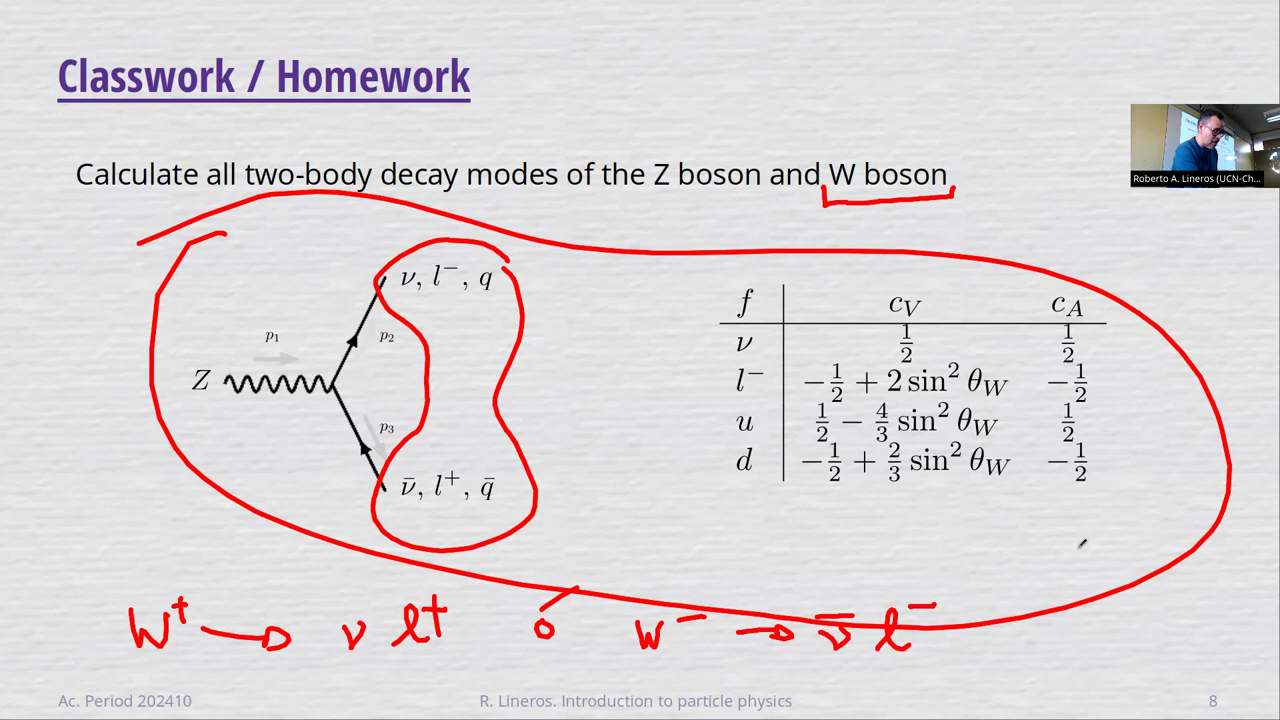 Classwork / Homework
Calculate all two-body decay modes of the Z boson and W boson
Roberto A. Lineros (UCN-Ch...
ν, l⁻, q
p₁
p₂
Z
p₃
ν̄, l⁺, q̄
f c_V c_A
ν 1/2 1/2
l⁻ −1/2 + 2 sin² θ_W −1/2
u 1/2 − 4/3 sin² θ_W 1/2
d −1/2 + 2/3 sin² θ_W −1/2
W⁺ → ν l⁺ ó W⁻ → ν̄ l⁻
Ac. Period 202410 R. Lineros. Introduction to particle physics 8